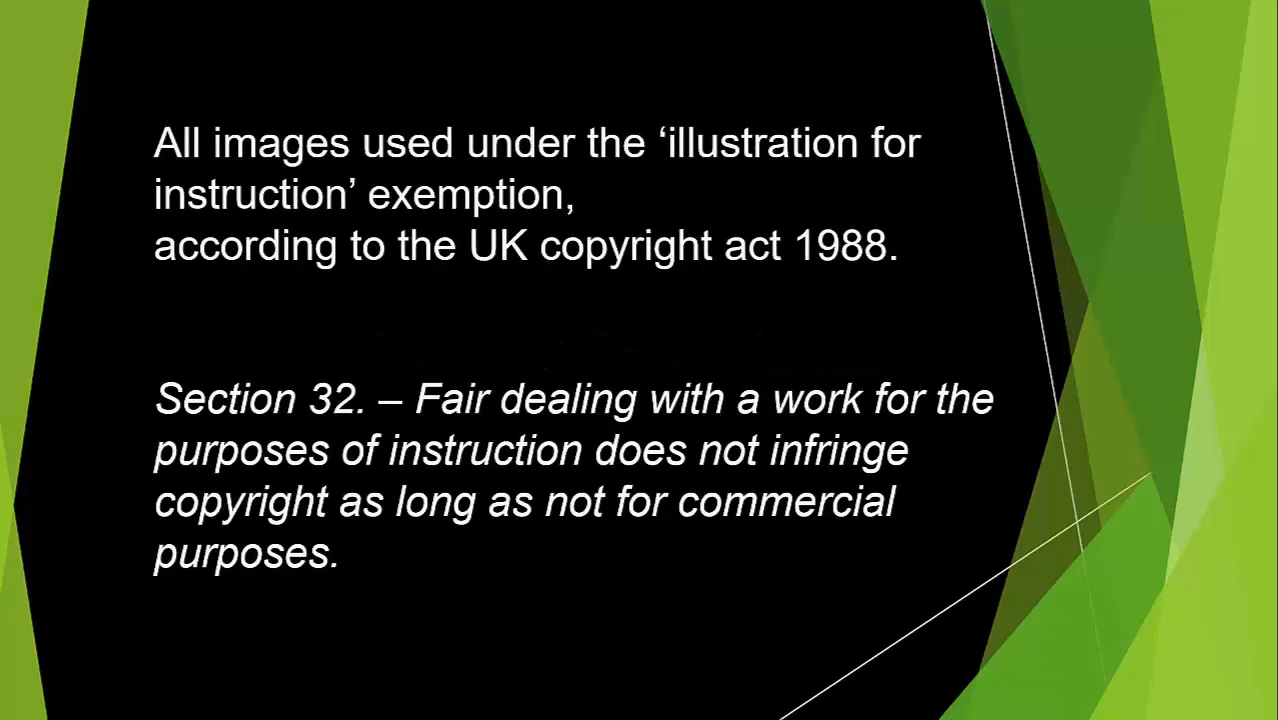 All images used under the ‘illustration for
instruction’ exemption,
according to the UK copyright act 1988.
Section 32. – Fair dealing with a work for the
purposes of instruction does not infringe
copyright as long as not for commercial
purposes.